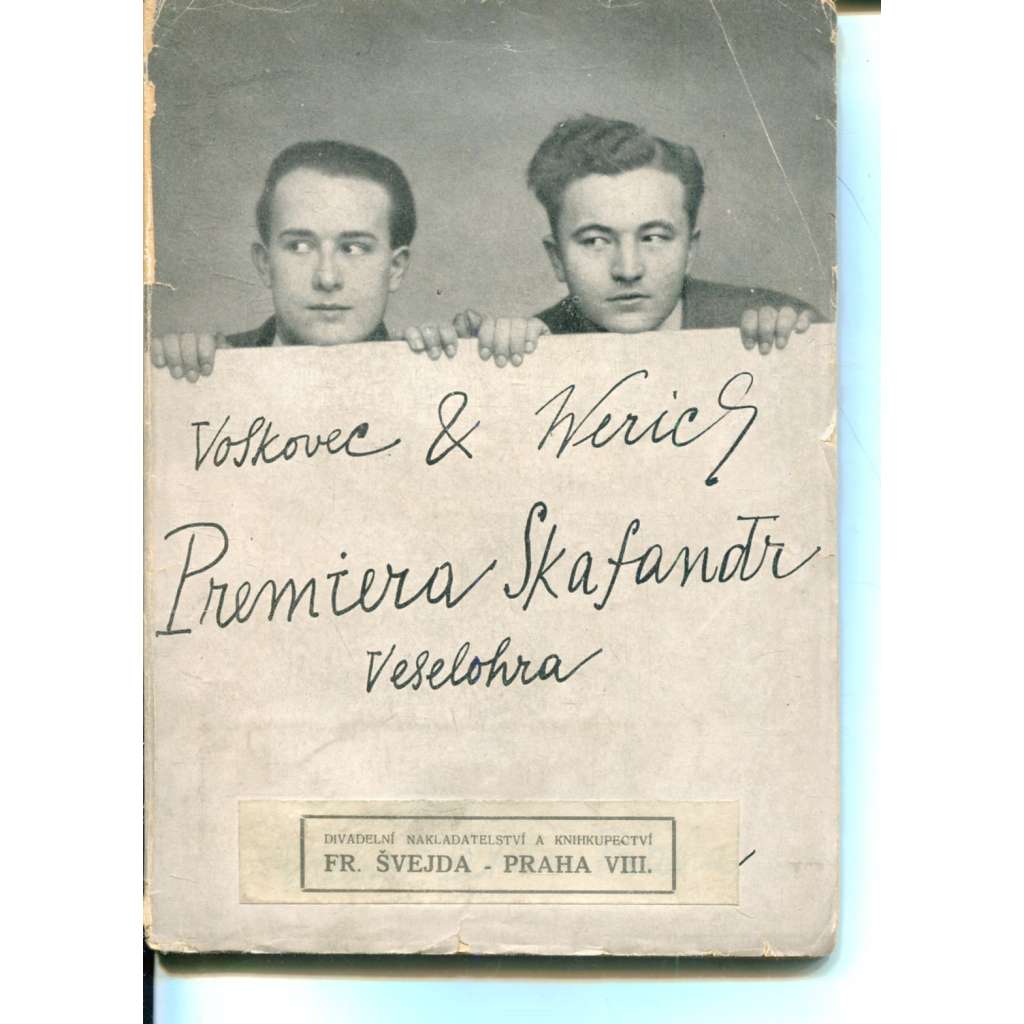 Voskovec & Werich
Premiera Skafandr
Veselohra
DIVADELNÍ NAKLADATELSTVÍ A KNIHKUPECTVÍ
FR. ŠVEJDA - PRAHA VIII.